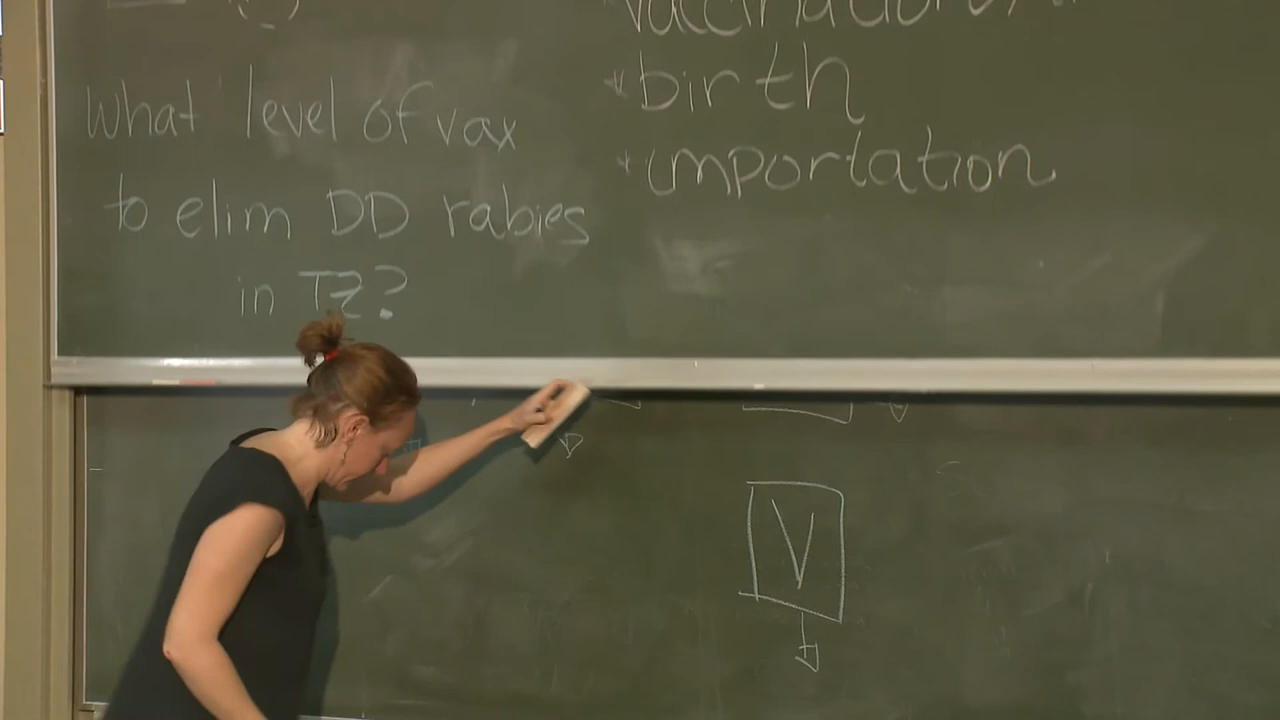 What level of vax
to elim DD rabies
in TZ?
vaccination
birth
importation
V